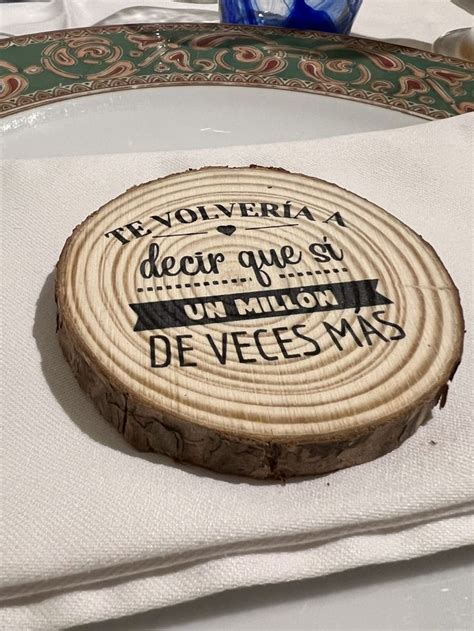 TE VOLVERÍA A
decir que sí
UN MILLÓN
DE VECES MÁS